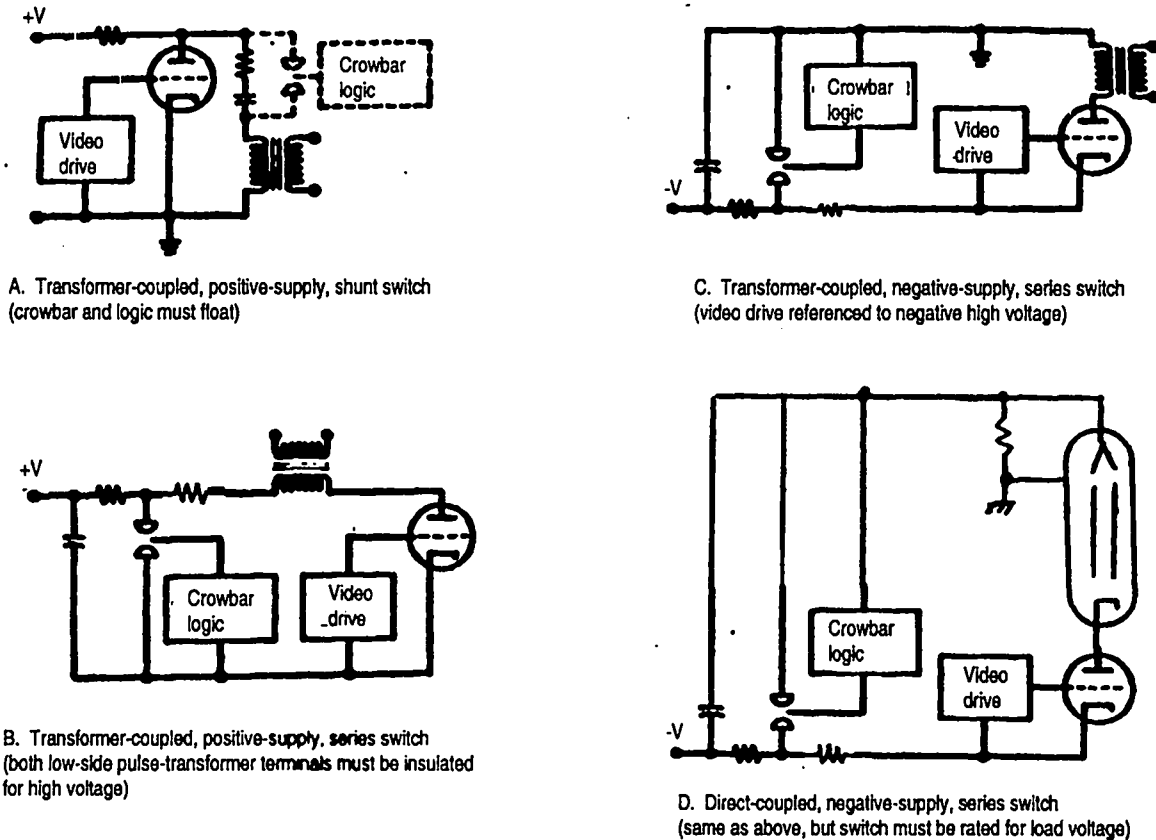 +V
Crowbar
logic
Video
drive
A. Transformer-coupled, positive-supply, shunt switch
(crowbar and logic must float)
+V
Crowbar
logic
Video
drive
B. Transformer-coupled, positive-supply, series switch
(both low-side pulse-transformer terminals must be insulated
for high voltage)
Crowbar
logic
Video
drive
-V
C. Transformer-coupled, negative-supply, series switch
(video drive referenced to negative high voltage)
Crowbar
logic
Video
drive
-V
D. Direct-coupled, negative-supply, series switch
(same as above, but switch must be rated for load voltage)